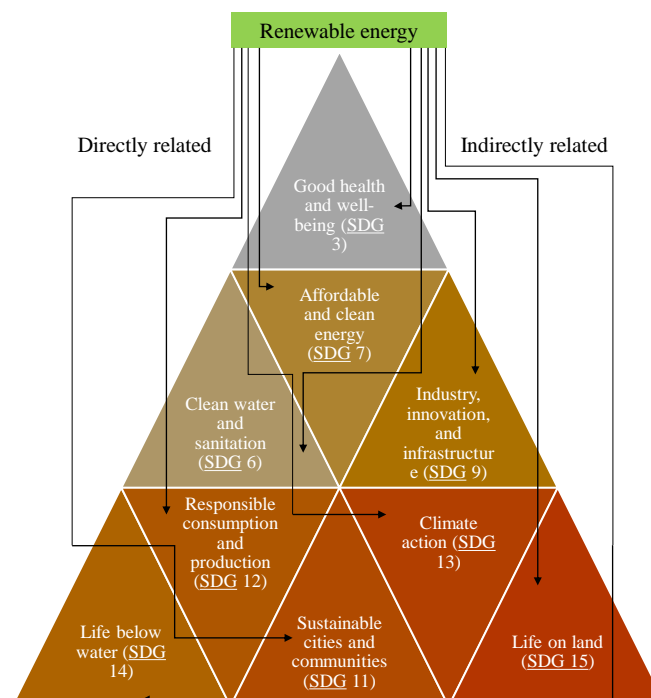 Renewable energy
Directly related
Indirectly related
Good health
and well-
being (SDG
3)
Affordable
and clean
energy
(SDG 7)
Clean water
and
sanitation
(SDG 6)
Industry,
innovation,
and
infrastructur
e (SDG 9)
Responsible
consumption
and
production
(SDG 12)
Climate
action (SDG
13)
Life below
water (SDG
14)
Sustainable
cities and
communities
(SDG 11)
Life on land
(SDG 15)